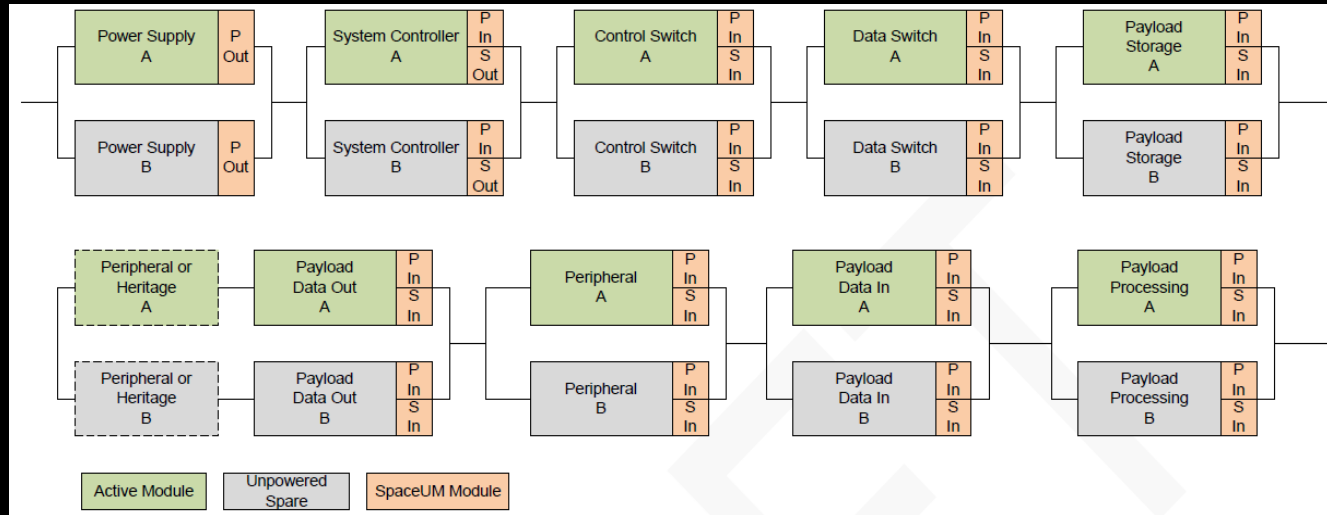 Power Supply
A
P
Out
System Controller
A
P
In
S
Out
Control Switch
A
P
In
S
In
Data Switch
A
P
In
S
In
Payload
Storage
A
P
In
S
In
Power Supply
B
P
Out
System Controller
B
P
In
S
Out
Control Switch
B
P
In
S
In
Data Switch
B
P
In
S
In
Payload
Storage
B
P
In
S
In
Peripheral or
Heritage
A
Payload
Data Out
A
P
In
S
In
Peripheral
A
P
In
S
In
Payload
Data In
A
P
In
S
In
Payload
Processing
A
P
In
S
In
Peripheral or
Heritage
B
Payload
Data Out
B
P
In
S
In
Peripheral
B
P
In
S
In
Payload
Data In
B
P
In
S
In
Payload
Processing
B
P
In
S
In
Active Module
Unpowered
Spare
SpaceUM Module